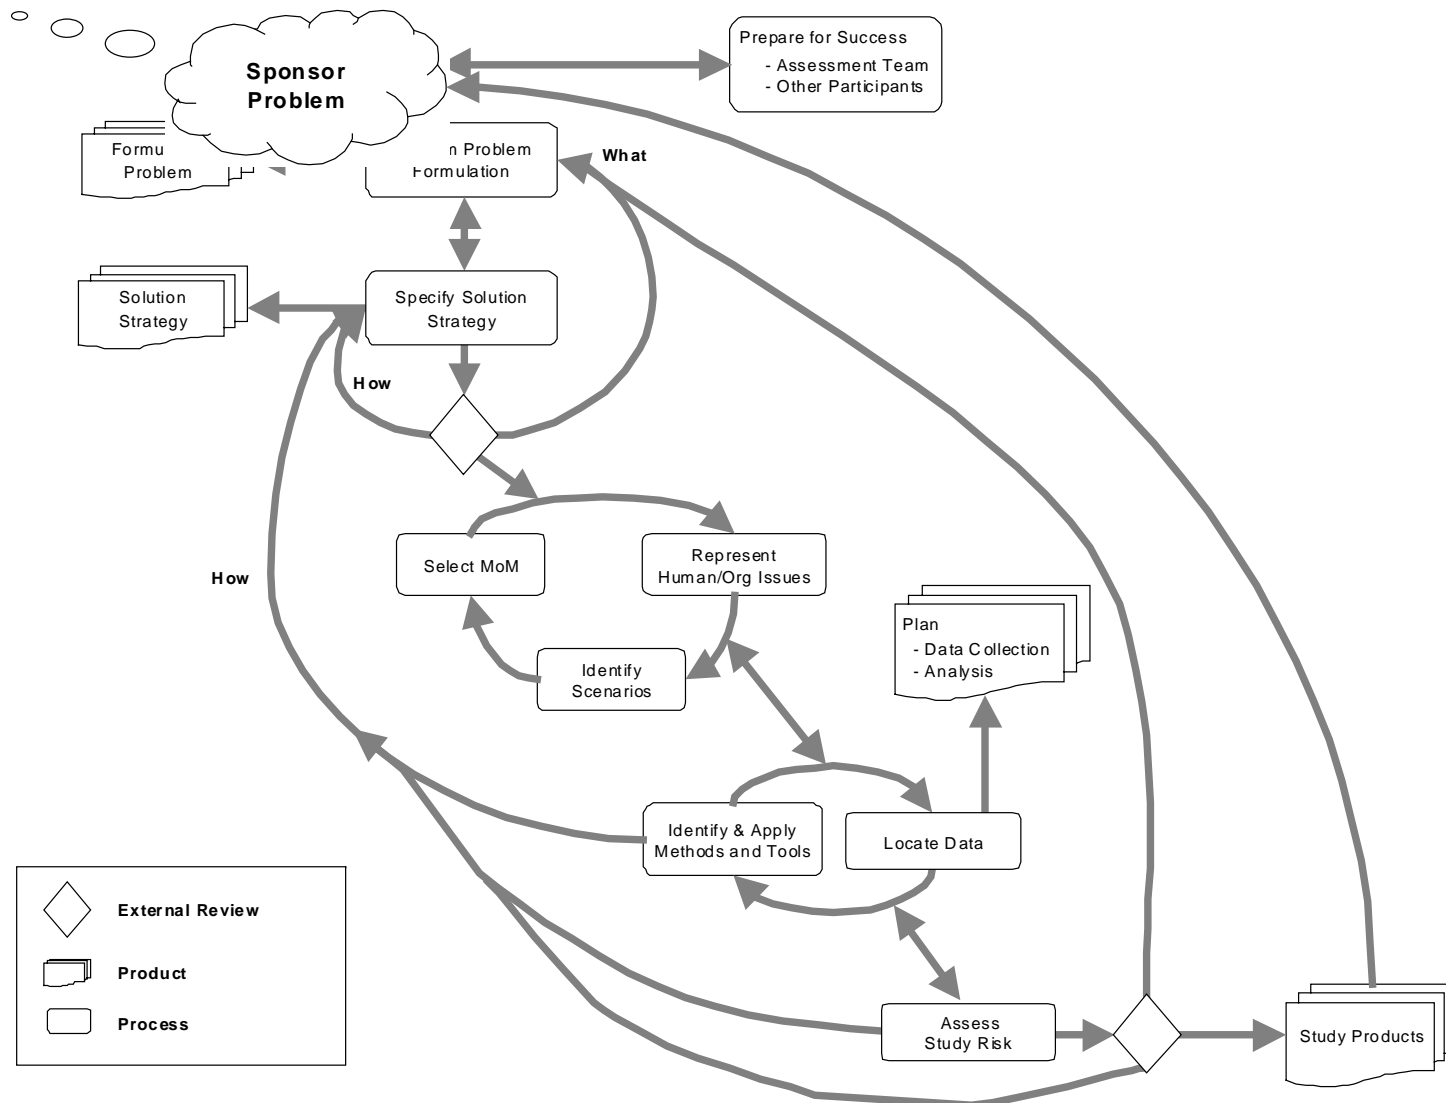 Sponsor
Problem
Prepare for Success
- Assessment Team
- Other Participants
Problem
Problem
Formulation
What
Solution
Strategy
Specify Solution
Strategy
How
Select MoM
Represent
Human/Org Issues
How
Identify
Scenarios
Plan
- Data Collection
- Analysis
Identify & Apply
Methods and Tools
Locate Data
External Review
Product
Process
Assess
Study Risk
Study Products